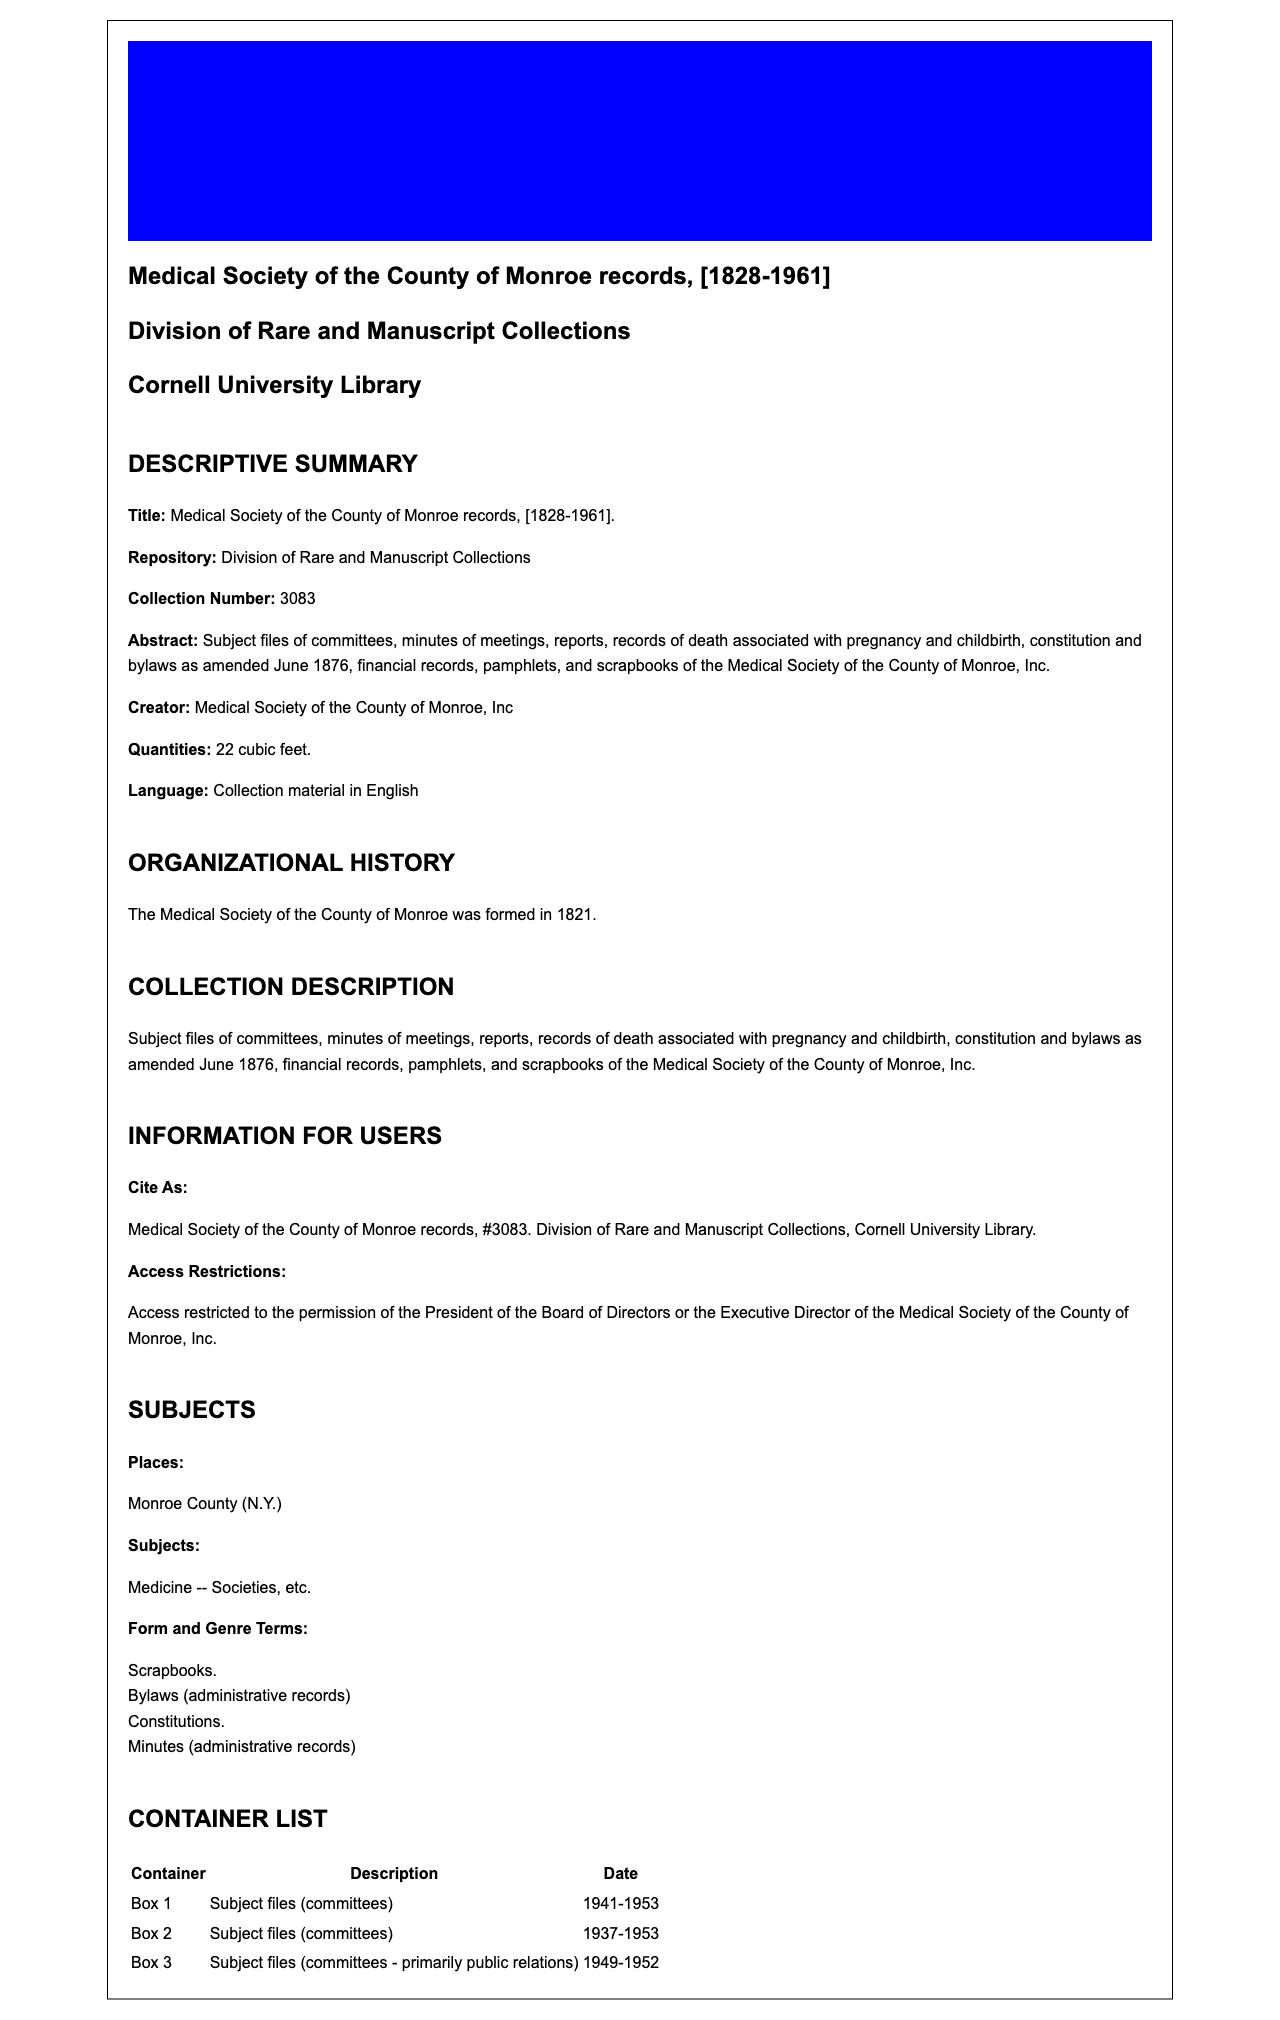 Medical Society of the County of Monroe records, [1828-1961]
Division of Rare and Manuscript Collections
Cornell University Library
DESCRIPTIVE SUMMARY
Title: Medical Society of the County of Monroe records, [1828-1961].
Repository: Division of Rare and Manuscript Collections
Collection Number: 3083
Abstract: Subject files of committees, minutes of meetings, reports, records of death associated with pregnancy and childbirth, constitution and
bylaws as amended June 1876, financial records, pamphlets, and scrapbooks of the Medical Society of the County of Monroe, Inc.
Creator: Medical Society of the County of Monroe, Inc
Quantities: 22 cubic feet.
Language: Collection material in English
ORGANIZATIONAL HISTORY
The Medical Society of the County of Monroe was formed in 1821.
COLLECTION DESCRIPTION
Subject files of committees, minutes of meetings, reports, records of death associated with pregnancy and childbirth, constitution and bylaws as
amended June 1876, financial records, pamphlets, and scrapbooks of the Medical Society of the County of Monroe, Inc.
INFORMATION FOR USERS
Cite As:
Medical Society of the County of Monroe records, #3083. Division of Rare and Manuscript Collections, Cornell University Library.
Access Restrictions:
Access restricted to the permission of the President of the Board of Directors or the Executive Director of the Medical Society of the County of
Monroe, Inc.
SUBJECTS
Places:
Monroe County (N.Y.)
Subjects:
Medicine -- Societies, etc.
Form and Genre Terms:
Scrapbooks.
Bylaws (administrative records)
Constitutions.
Minutes (administrative records)
CONTAINER LIST
Container Description Date
Box 1 Subject files (committees) 1941-1953
Box 2 Subject files (committees) 1937-1953
Box 3 Subject files (committees - primarily public relations) 1949-1952